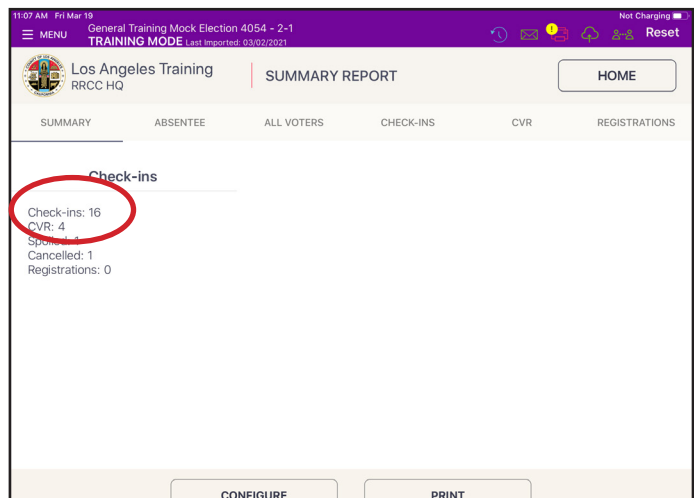 11:07 AM Fri Mar 19
Not Charging
MENU
General Training Mock Election 4054 - 2-1
TRAINING MODE Last Imported: 03/02/2021
Reset
Los Angeles Training
RRCC HQ
SUMMARY REPORT
HOME
SUMMARY ABSENTEE ALL VOTERS CHECK-INS CVR REGISTRATIONS
Check-ins
Check-ins: 16
CVR: 4
Spoiled: 1
Cancelled: 1
Registrations: 0
CONFIGURE PRINT